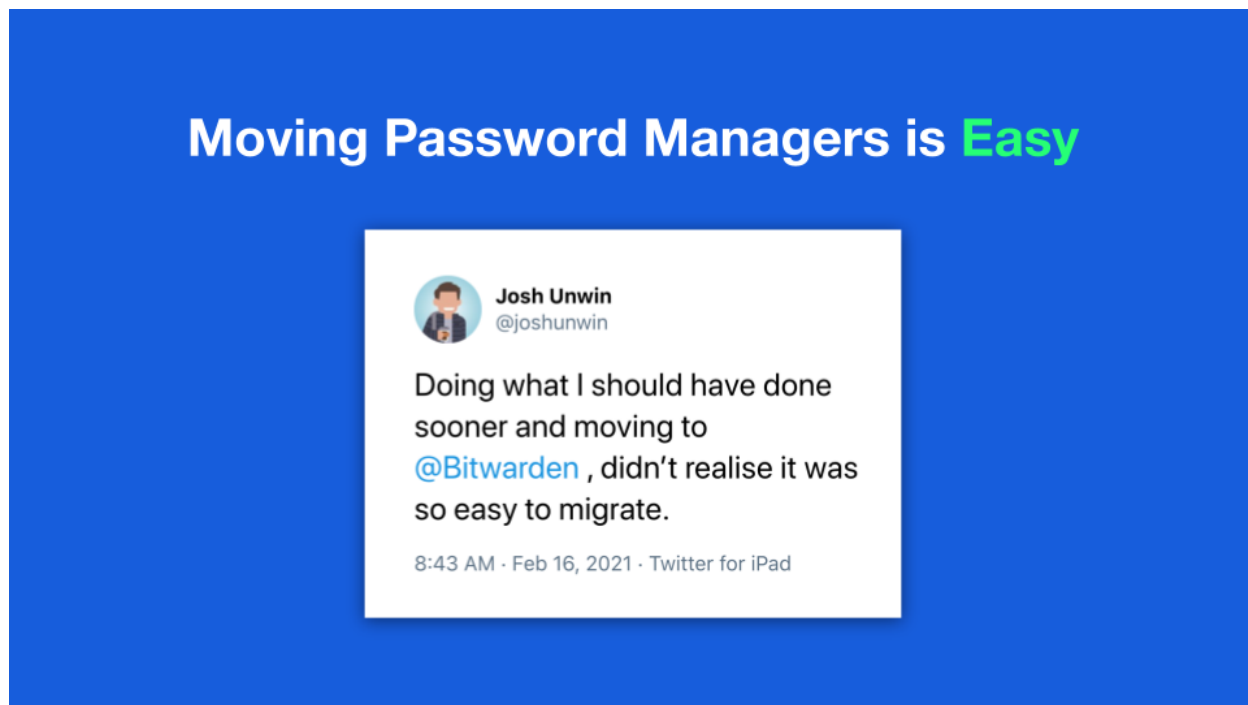 Moving Password Managers is Easy
Josh Unwin
@joshunwin
Doing what I should have done
sooner and moving to
@Bitwarden , didn’t realise it was
so easy to migrate.
8:43 AM · Feb 16, 2021 · Twitter for iPad